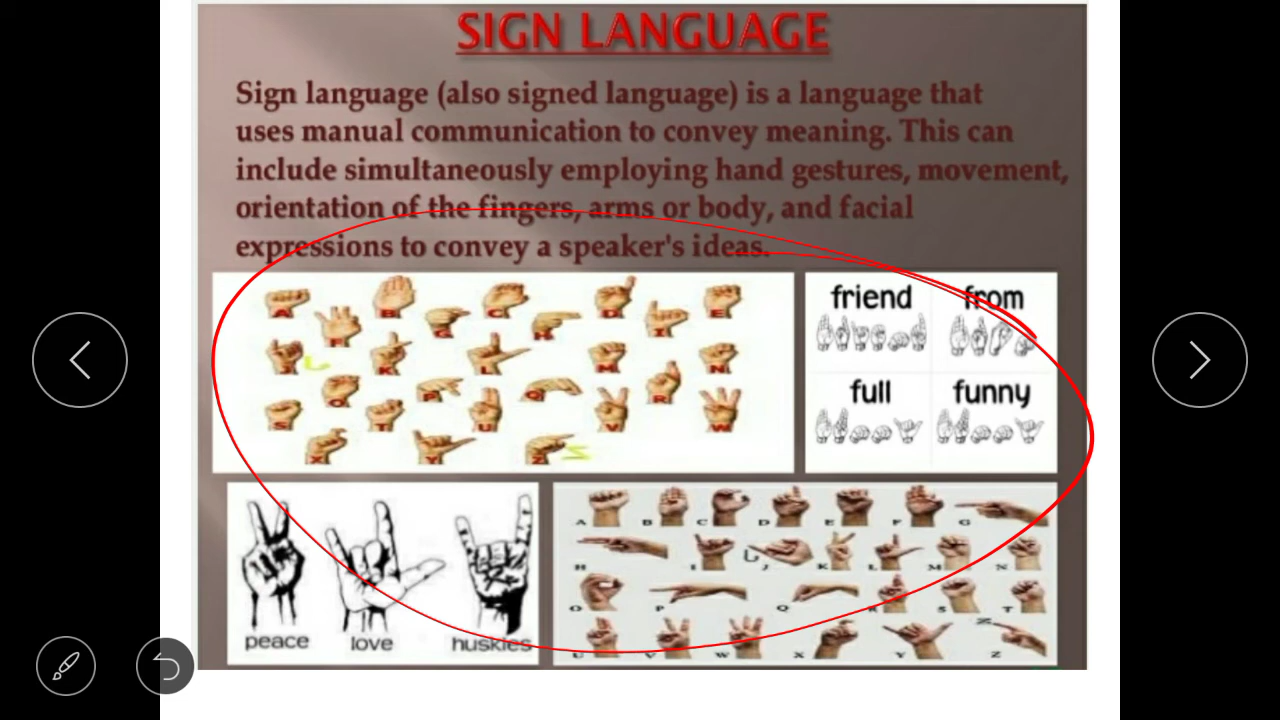 SIGN LANGUAGE
Sign language (also signed language) is a language that
uses manual communication to convey meaning. This can
include simultaneously employing hand gestures, movement,
orientation of the fingers, arms or body, and facial
expressions to convey a speaker's ideas.
A B C D E
F G H I
J K L M N
O P Q R
S T U V W
X Y Z
friend from
full funny
peace love huskies
A B C D E F G
H I J K L M N
O P Q R S T
U V W X Y Z